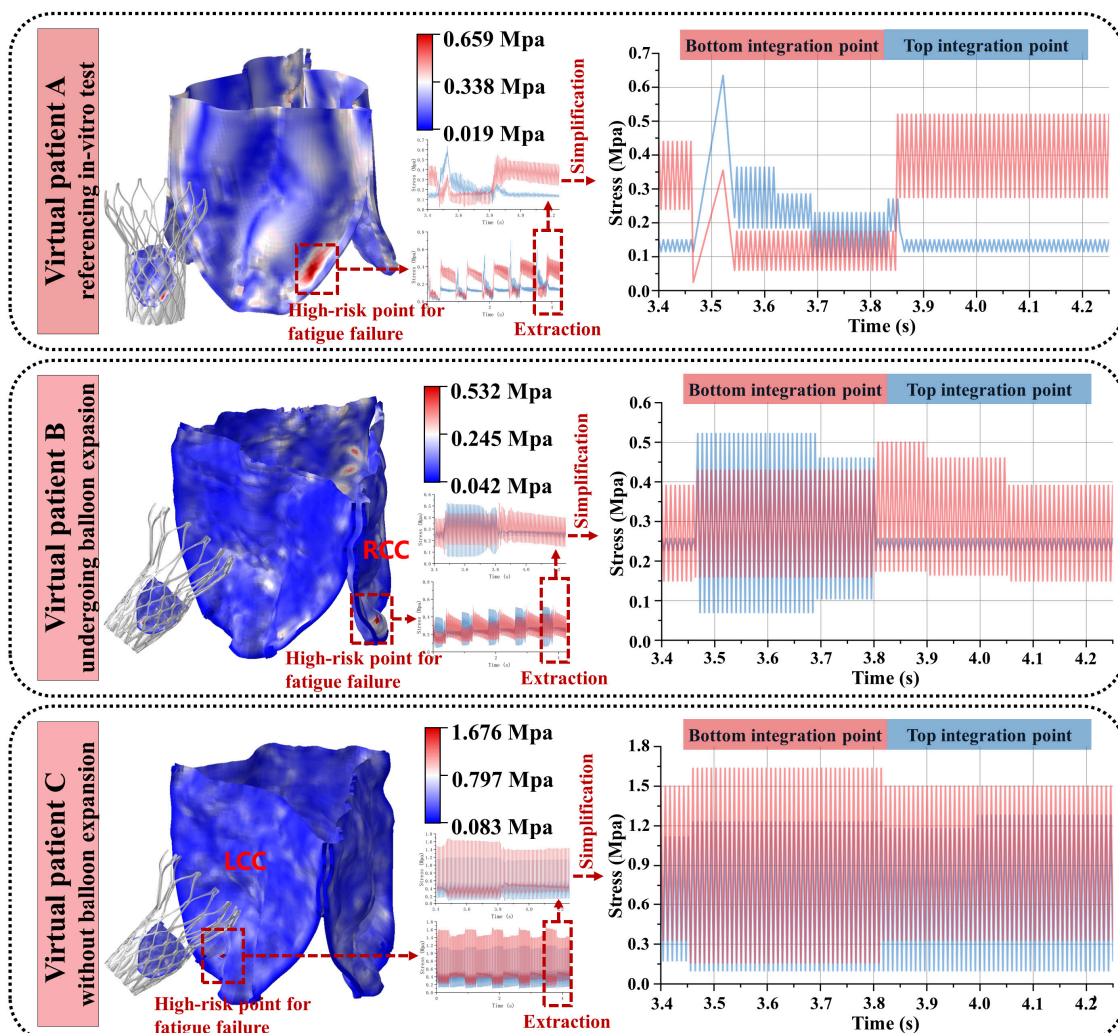 Virtual patient A
referencing in-vitro test
0.659 Mpa
0.338 Mpa
0.019 Mpa
High-risk point for
fatigue failure
Extraction
Simplification
Stress (Mpa)
Time (s)
Bottom integration point
Top integration point
0.7
0.6
0.5
0.4
0.3
0.2
0.1
0.0
Stress (Mpa)
3.4 3.5 3.6 3.7 3.8 3.9 4.0 4.1 4.2
Time (s)
Virtual patient B
undergoing balloon expasion
0.532 Mpa
0.245 Mpa
0.042 Mpa
RCC
High-risk point for
fatigue failure
Extraction
Simplification
Stress (Mpa)
Time (s)
Bottom integration point
Top integration point
0.6
0.5
0.4
0.3
0.2
0.1
0.0
Stress (Mpa)
3.4 3.5 3.6 3.7 3.8 3.9 4.0 4.1 4.2
Time (s)
Virtual patient C
without balloon expansion
1.676 Mpa
0.797 Mpa
0.083 Mpa
LCC
High-risk point for
fatigue failure
Extraction
Simplification
Stress (Mpa)
Time (s)
Bottom integration point
Top integration point
1.8
1.5
1.2
0.9
0.6
0.3
0.0
Stress (Mpa)
3.4 3.5 3.6 3.7 3.8 3.9 4.0 4.1 4.2
Time (s)